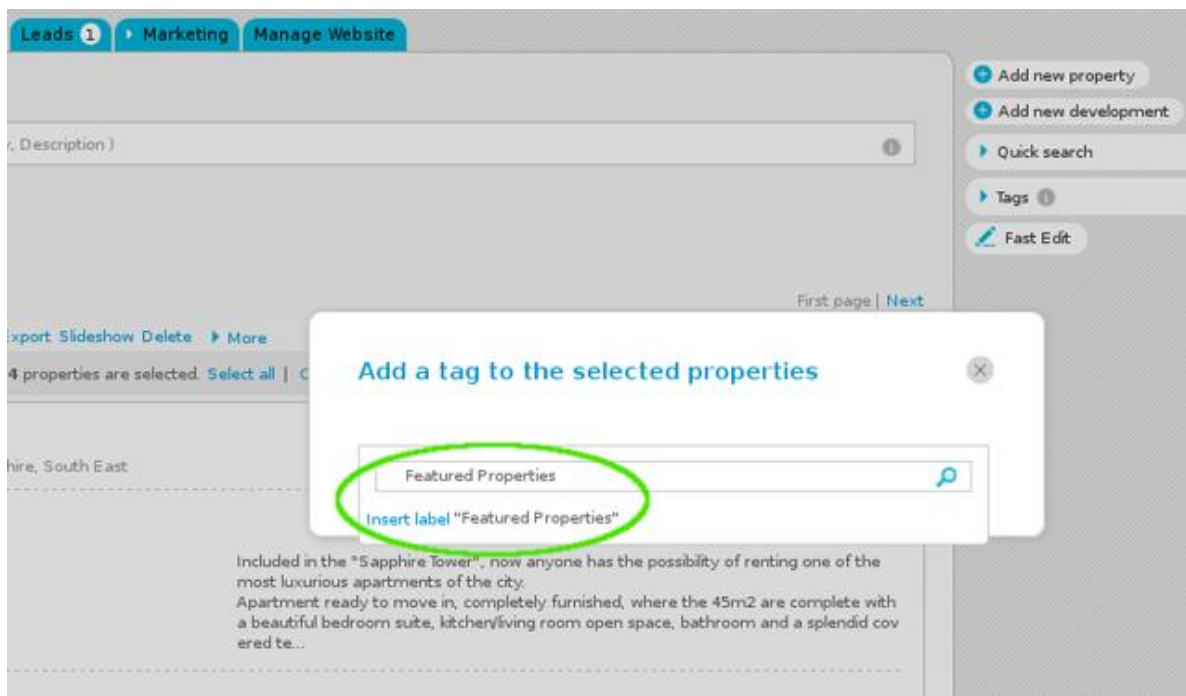 Leads 1 Marketing Manage Website
Add new property
Add new development
, Description )
Quick search
Tags
Fast Edit
First page | Next
Export Slideshow Delete More
4 properties are selected. Select all |
Add a tag to the selected properties
hire, South East
Featured Properties
Insert label "Featured Properties"
Included in the "Sapphire Tower", now anyone has the possibility of renting one of the
most luxurious apartments of the city.
Apartment ready to move in, completely furnished, where the 45m2 are complete with
a beautiful bedroom suite, kitchen/living room open space, bathroom and a splendid cov
ered te...